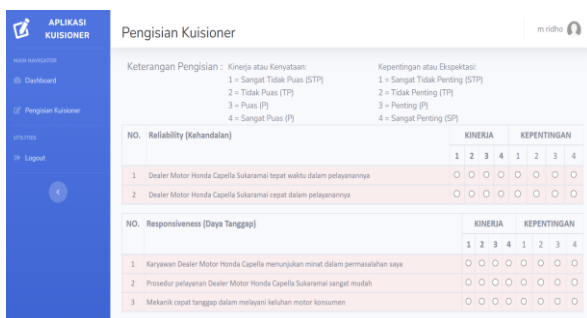 APLIKASI
KUISIONER
MAIN NAVIGATOR
Dashboard
Pengisian Kuisioner
UTILITIES
Logout
Pengisian Kuisioner
m ridho
Keterangan Pengisian :
Kinerja atau Kenyataan:
1 = Sangat Tidak Puas (STP)
2 = Tidak Puas (TP)
3 = Puas (P)
4 = Sangat Puas (P)
Kepentingan atau Ekspektasi:
1 = Sangat Tidak Penting (STP)
2 = Tidak Penting (TP)
3 = Penting (P)
4 = Sangat Penting (SP)
NO. Reliability (Kehandalan) KINERJA KEPENTINGAN
1 2 3 4 1 2 3 4
1 Dealer Motor Honda Capella Sukaramai tepat waktu dalam pelayanannya
2 Dealer Motor Honda Capella Sukaramai cepat dalam pelayanannya
NO. Responsiveness (Daya Tanggap) KINERJA KEPENTINGAN
1 2 3 4 1 2 3 4
1 Karyawan Dealer Motor Honda Capella menunjukan minat dalam permasalahan saya
2 Prosedur pelayanan Dealer Motor Honda Capella Sukaramai sangat mudah
3 Mekanik cepat tanggap dalam melayani keluhan motor konsumen